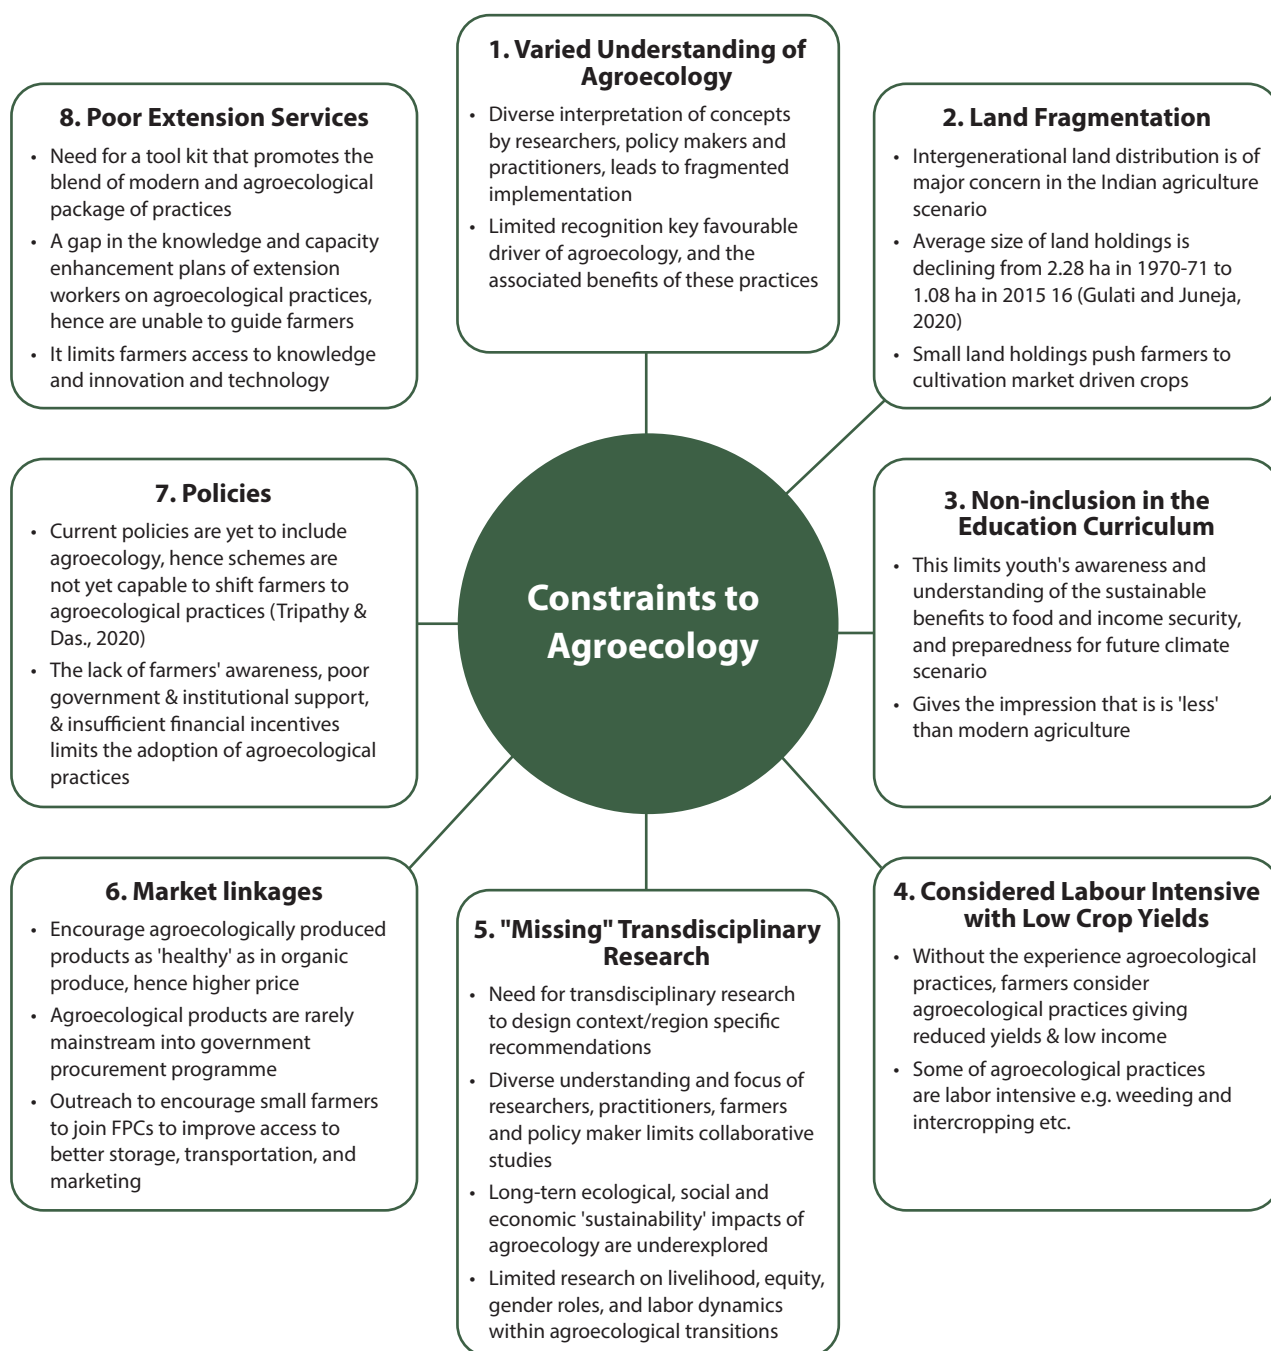 1. Varied Understanding of
Agroecology
• Diverse interpretation of concepts
by researchers, policy makers and
practitioners, leads to fragmented
implementation
• Limited recognition key favourable
driver of agroecology, and the
associated benefits of these practices
2. Land Fragmentation
• Intergenerational land distribution is of
major concern in the Indian agriculture
scenario
• Average size of land holdings is
declining from 2.28 ha in 1970-71 to
1.08 ha in 2015 16 (Gulati and Juneja,
2020)
• Small land holdings push farmers to
cultivation market driven crops
3. Non-inclusion in the
Education Curriculum
• This limits youth's awareness and
understanding of the sustainable
benefits to food and income security,
and preparedness for future climate
scenario
• Gives the impression that is is 'less'
than modern agriculture
4. Considered Labour Intensive
with Low Crop Yields
• Without the experience agroecological
practices, farmers consider
agroecological practices giving
reduced yields & low income
• Some of agroecological practices
are labor intensive e.g. weeding and
intercropping etc.
5. "Missing" Transdisciplinary
Research
• Need for transdisciplinary research
to design context/region specific
recommendations
• Diverse understanding and focus of
researchers, practitioners, farmers
and policy maker limits collaborative
studies
• Long-tern ecological, social and
economic 'sustainability' impacts of
agroecology are underexplored
• Limited research on livelihood, equity,
gender roles, and labor dynamics
within agroecological transitions
6. Market linkages
• Encourage agroecologically produced
products as 'healthy' as in organic
produce, hence higher price
• Agroecological products are rarely
mainstream into government
procurement programme
• Outreach to encourage small farmers
to join FPCs to improve access to
better storage, transportation, and
marketing
7. Policies
• Current policies are yet to include
agroecology, hence schemes are
not yet capable to shift farmers to
agroecological practices (Tripathy &
Das., 2020)
• The lack of farmers' awareness, poor
government & institutional support,
& insufficient financial incentives
limits the adoption of agroecological
practices
8. Poor Extension Services
• Need for a tool kit that promotes the
blend of modern and agroecological
package of practices
• A gap in the knowledge and capacity
enhancement plans of extension
workers on agroecological practices,
hence are unable to guide farmers
• It limits farmers access to knowledge
and innovation and technology
Constraints to
Agroecology